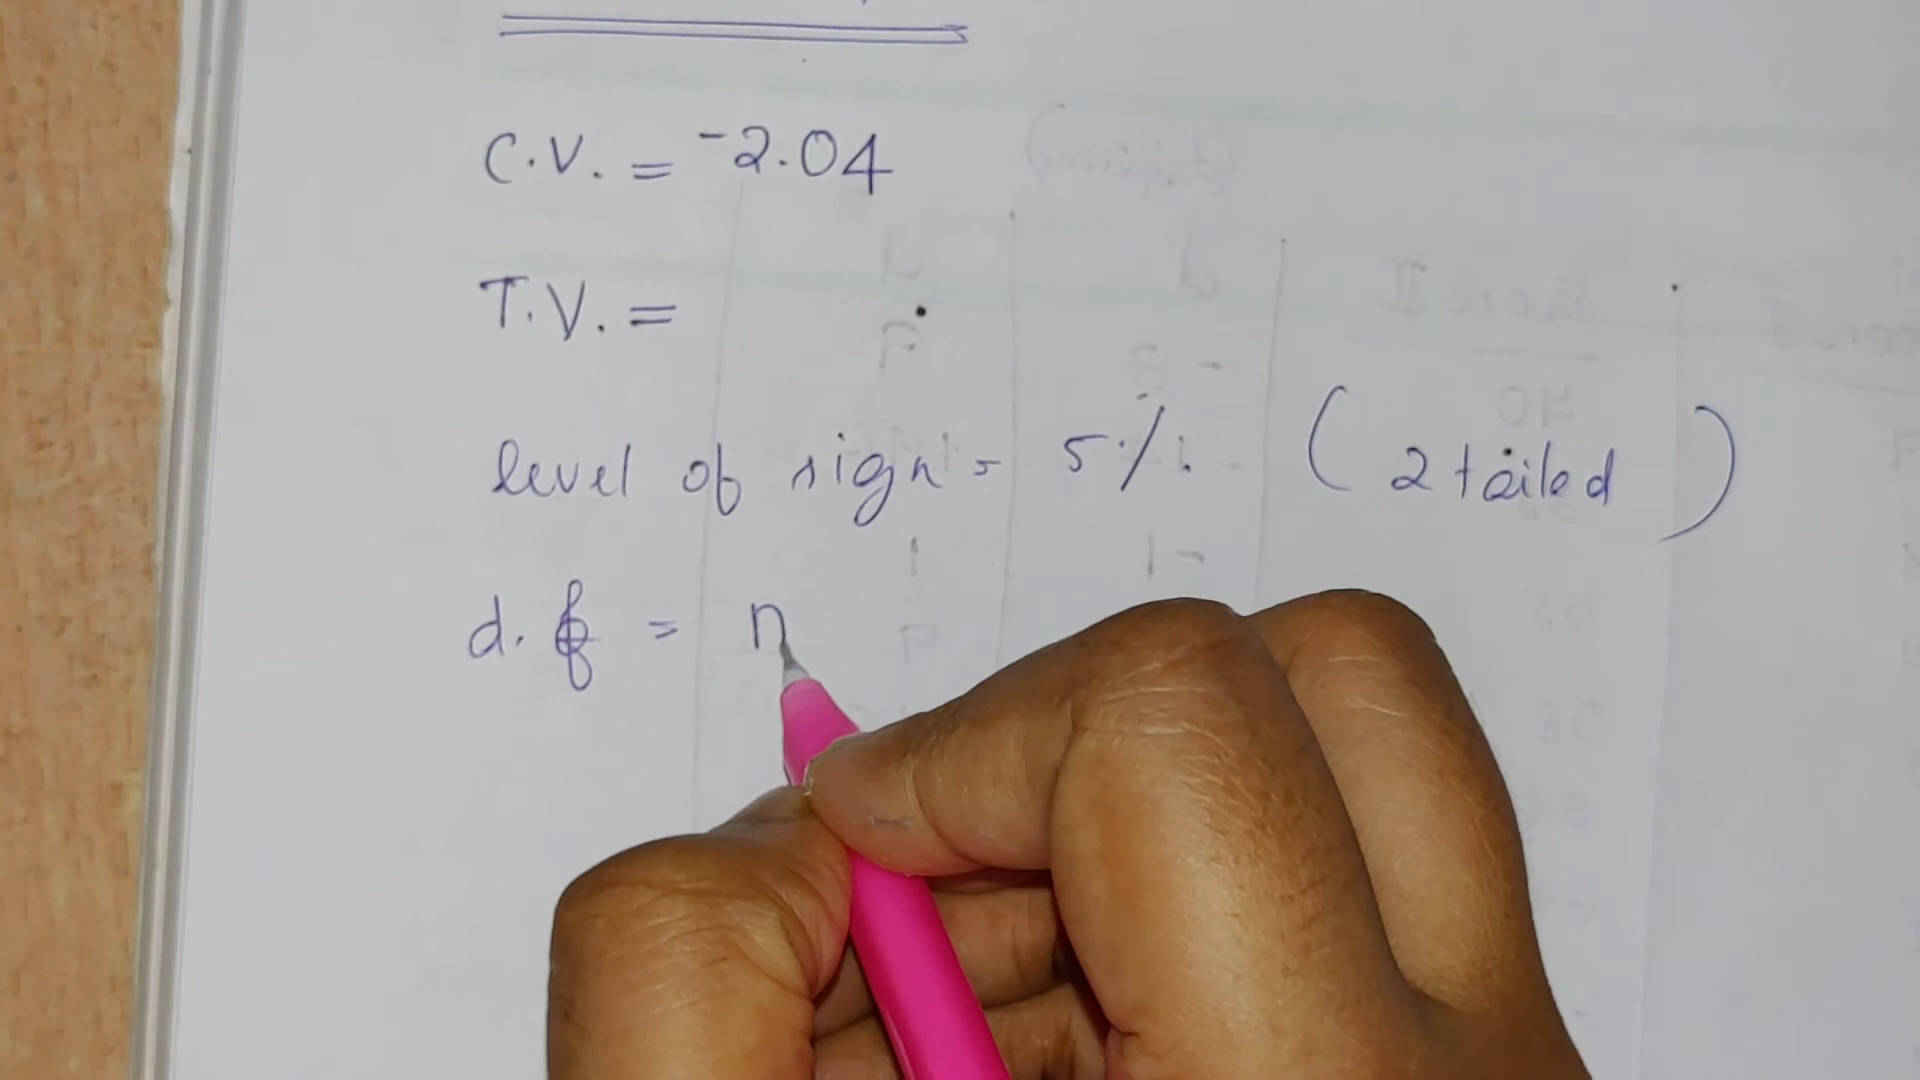 C.V. = -2.04
T.V. =
level of sign = 5% (2 tailed)
d.f = n